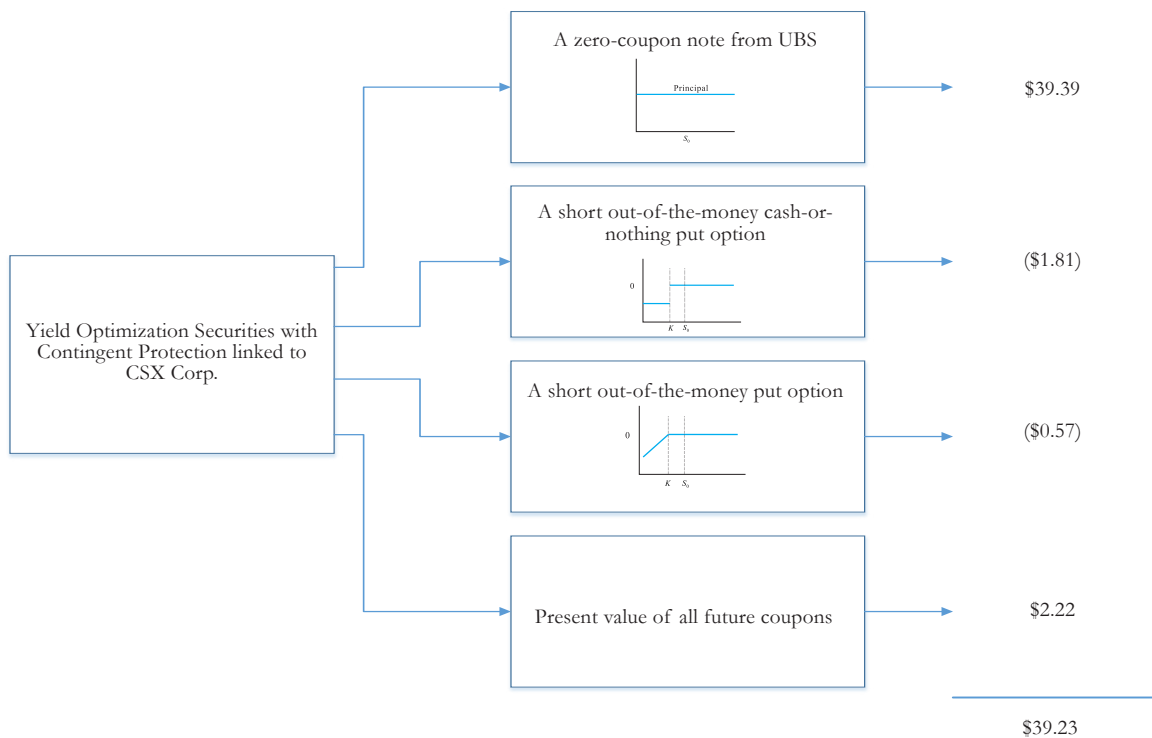 A zero-coupon note from UBS
Principal
S₀
$39.39
A short out-of-the-money cash-or-
nothing put option
0
K
S₀
($1.81)
Yield Optimization Securities with
Contingent Protection linked to
CSX Corp.
A short out-of-the-money put option
0
K
S₀
($0.57)
Present value of all future coupons
$2.22
$39.23